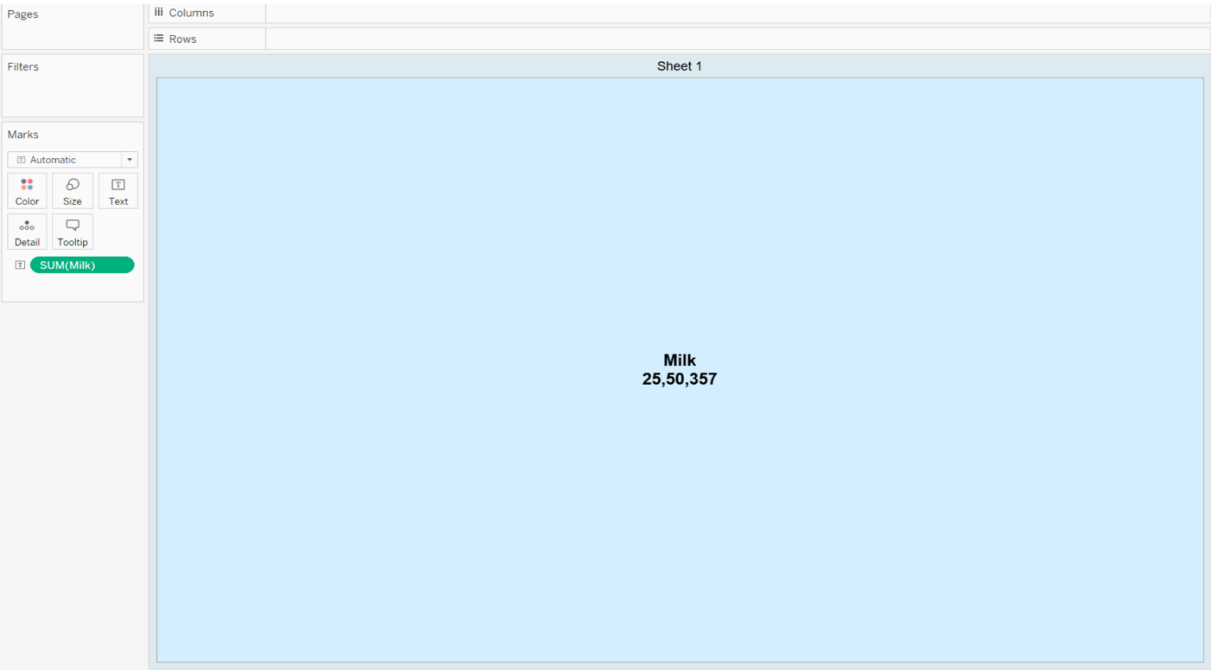 Pages
Columns
Rows
Filters
Sheet 1
Marks
Automatic
Color
Size
Text
Detail
Tooltip
SUM(Milk)
Milk
25,50,357